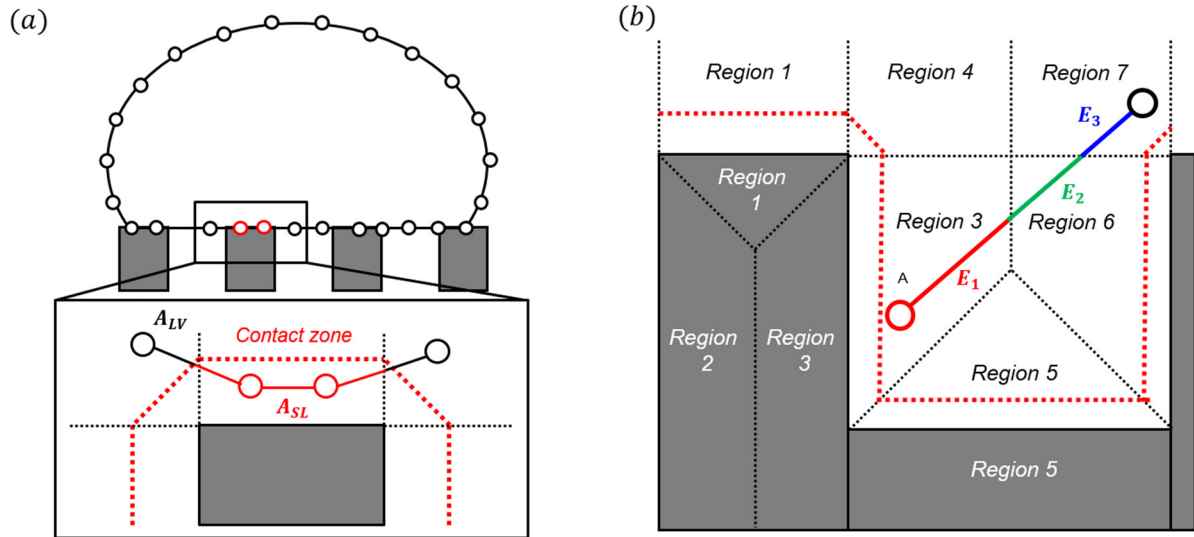 (a)
A_LV
Contact zone
A_SL
(b)
Region 1
Region 4
Region 7
E_3
Region
1
E_2
Region 3
Region 6
A
E_1
Region
2
Region
3
Region 5
Region 5